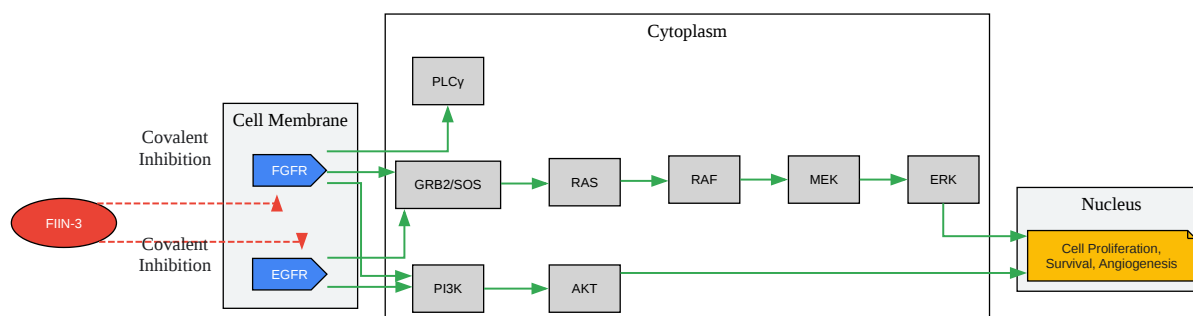 Cytoplasm
PLCγ
Cell Membrane
Covalent
Inhibition
FGFR
GRB2/SOS
RAS
RAF
MEK
ERK
Nucleus
FIIN-3
Covalent
Inhibition
EGFR
PI3K
AKT
Cell Proliferation,
Survival, Angiogenesis